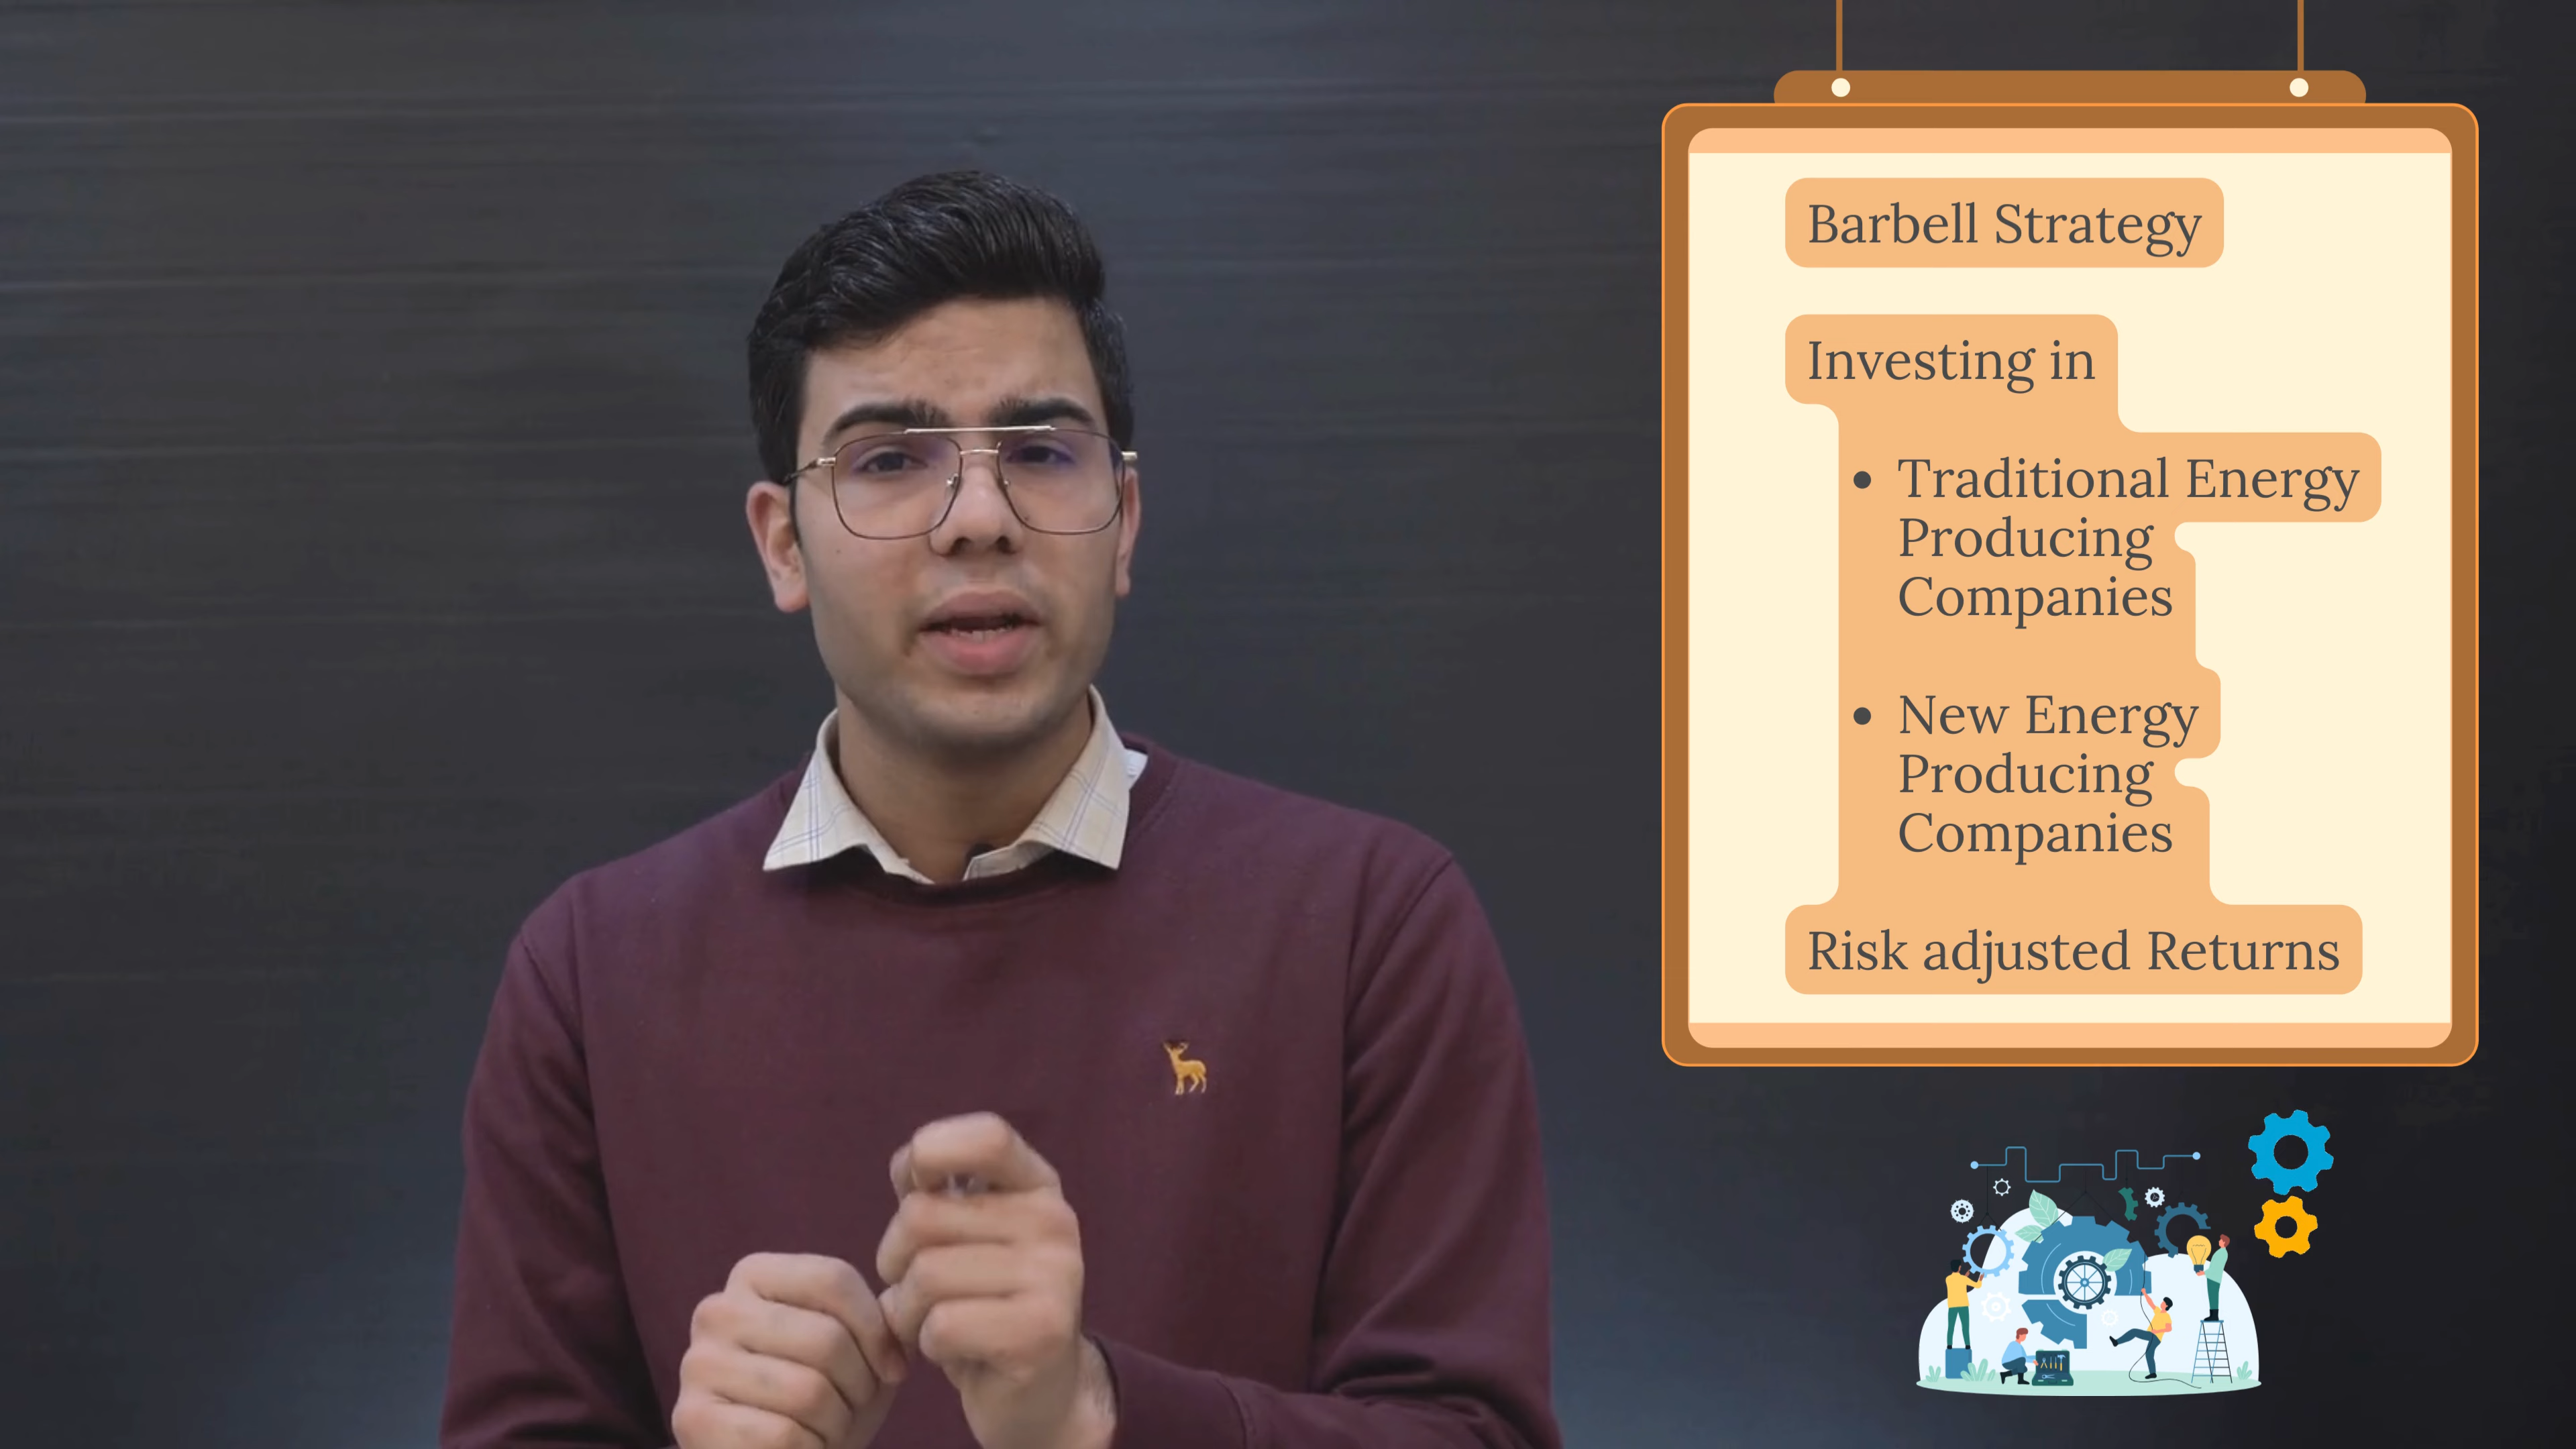 Barbell Strategy
Investing in
• Traditional Energy
Producing
Companies
• New Energy
Producing
Companies
Risk adjusted Returns